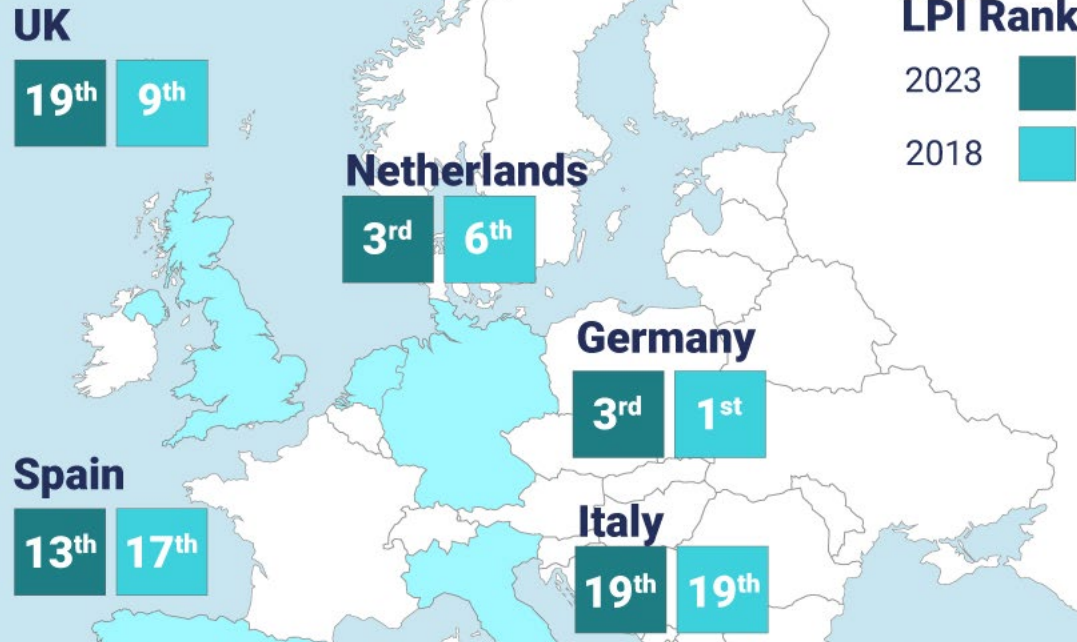 UK
19th 9th
LPI Rank
2023
2018
Netherlands
3rd 6th
Germany
3rd 1st
Spain
13th 17th
Italy
19th 19th